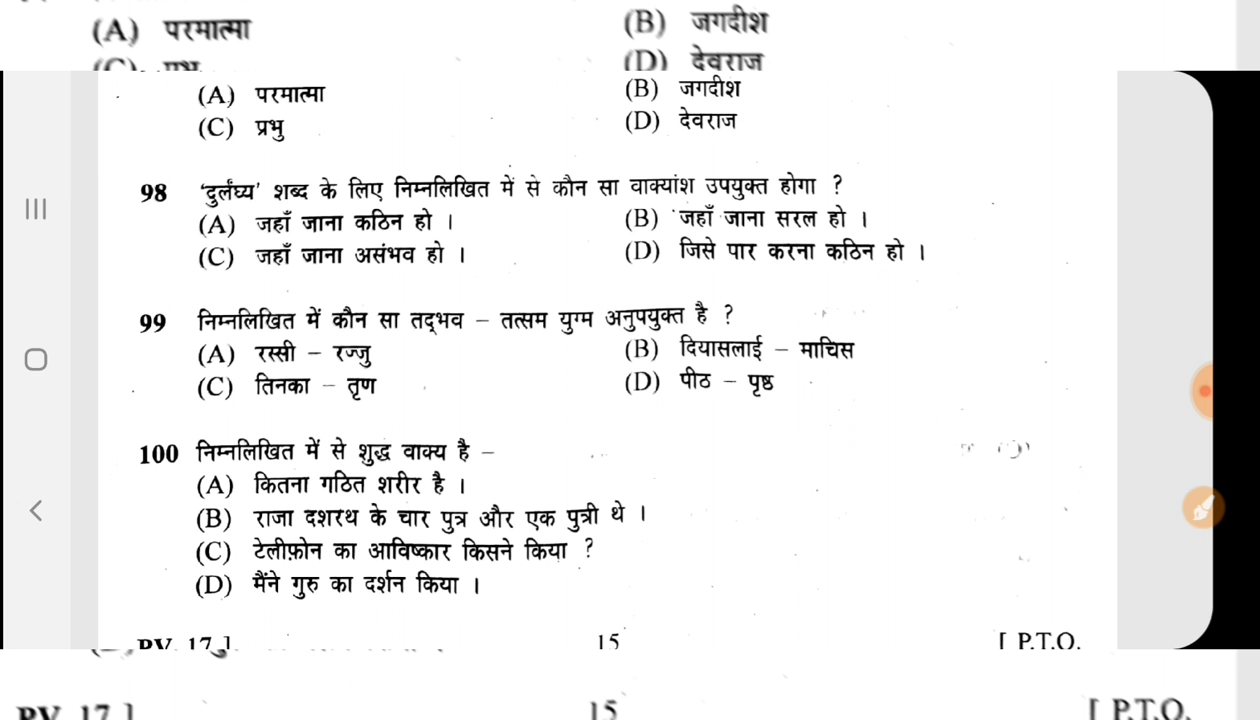 (A) परमात्मा (B) जगदीश
(D) देवराज
(A) परमात्मा (B) जगदीश
(C) प्रभु (D) देवराज
98 ‘दुर्लंघ्य’ शब्द के लिए निम्नलिखित में से कौन सा वाक्यांश उपयुक्त होगा ?
(A) जहाँ जाना कठिन हो । (B) जहाँ जाना सरल हो ।
(C) जहाँ जाना असंभव हो । (D) जिसे पार करना कठिन हो ।
99 निम्नलिखित में कौन सा तद्भव – तत्सम युग्म अनुपयुक्त है ?
(A) रस्सी – रज्जु (B) दियासलाई – माचिस
(C) तिनका – तृण (D) पीठ – पृष्ठ
100 निम्नलिखित में से शुद्ध वाक्य है –
(A) कितना गठित शरीर है ।
(B) राजा दशरथ के चार पुत्र और एक पुत्री थे ।
(C) टेलीफ़ोन का आविष्कार किसने किया ?
(D) मैंने गुरु का दर्शन किया ।
PV_17 ] 15 [ P.T.O.
PV_17 ] 15 [ P.T.O.